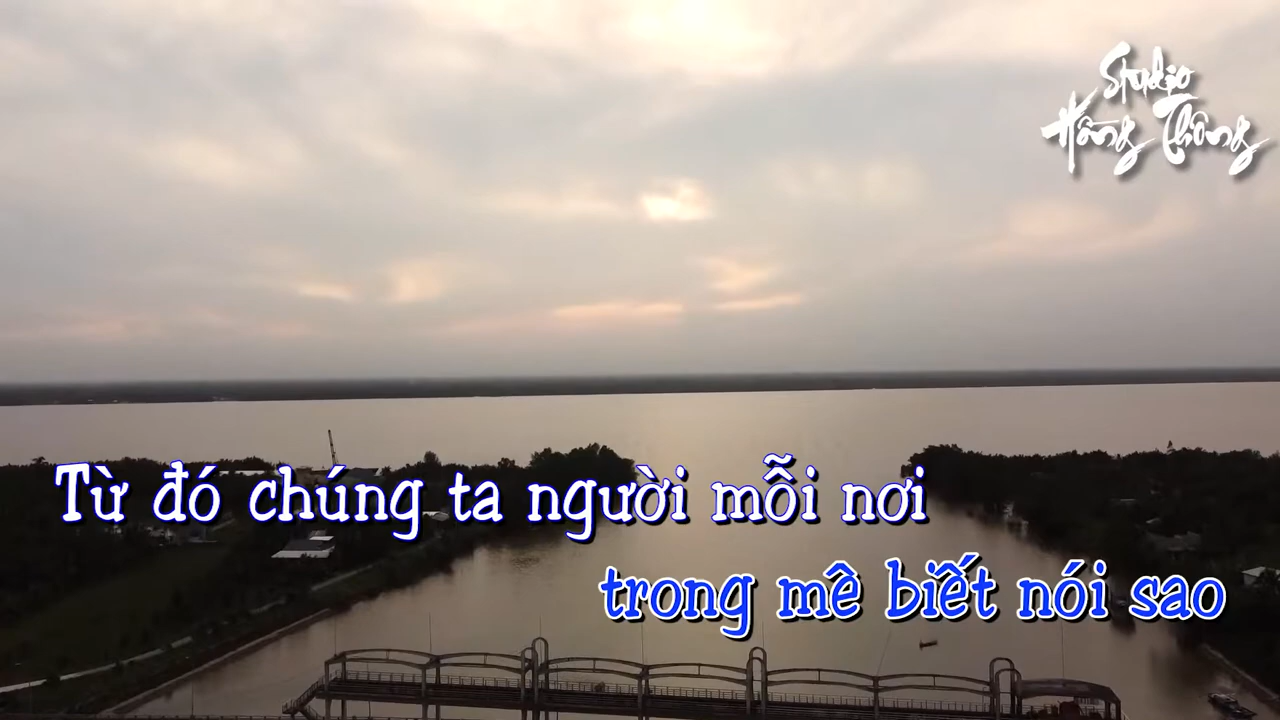 Studio
Hồng Thông
Từ đó chúng ta người mỗi nơi
trong mê biết nói sao